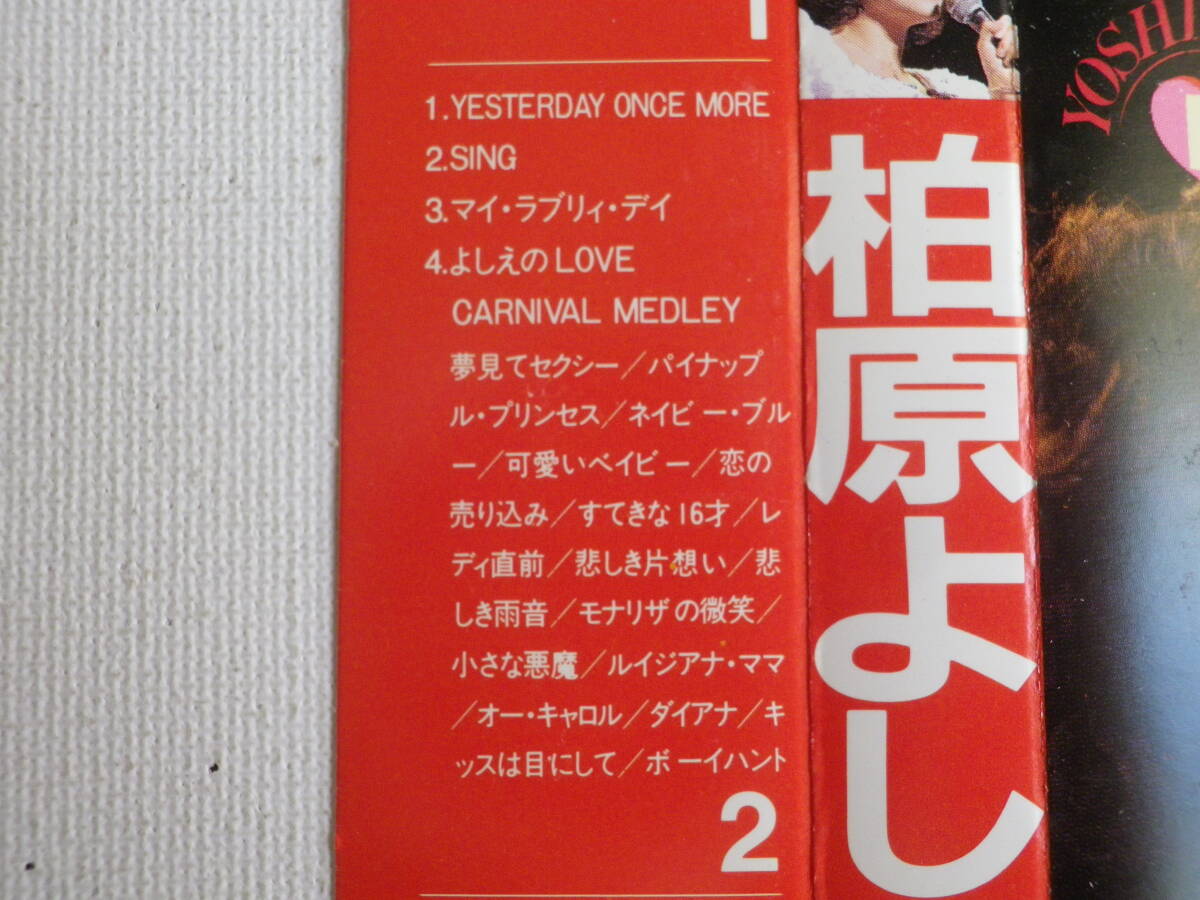 1
1.YESTERDAY ONCE MORE
2.SING
3.マイ・ラブリィ・デイ
4.よしえのLOVE
CARNIVAL MEDLEY
夢見てセクシー/パイナップ
ル・プリンセス/ネイビー・ブル
ー/可愛いベイビー/恋の
売り込み/すてきな16才/レ
ディ直前/悲しき片想い/悲
しき雨音/モナリザの微笑/
小さな悪魔/ルイジアナ・ママ
/オー・キャロル/ダイアナ/キ
ッスは目にして/ボーイハント
2
柏原よし
YOSHI